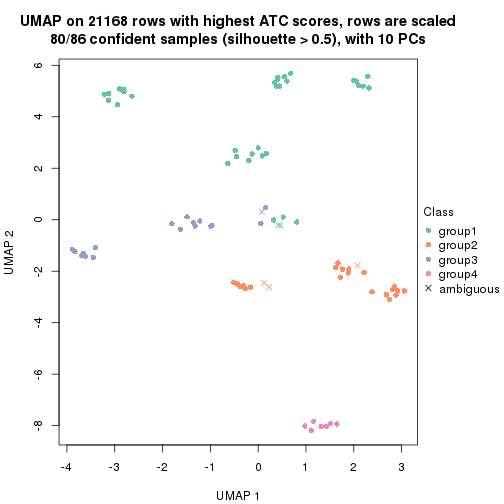 UMAP on 21168 rows with highest ATC scores, rows are scaled
80/86 confident samples (silhouette > 0.5), with 10 PCs
6
4
2
0
-2
-4
-6
-8
UMAP 2
-4
-3
-2
-1
0
1
2
3
UMAP 1
Class
group1
group2
group3
group4
ambiguous